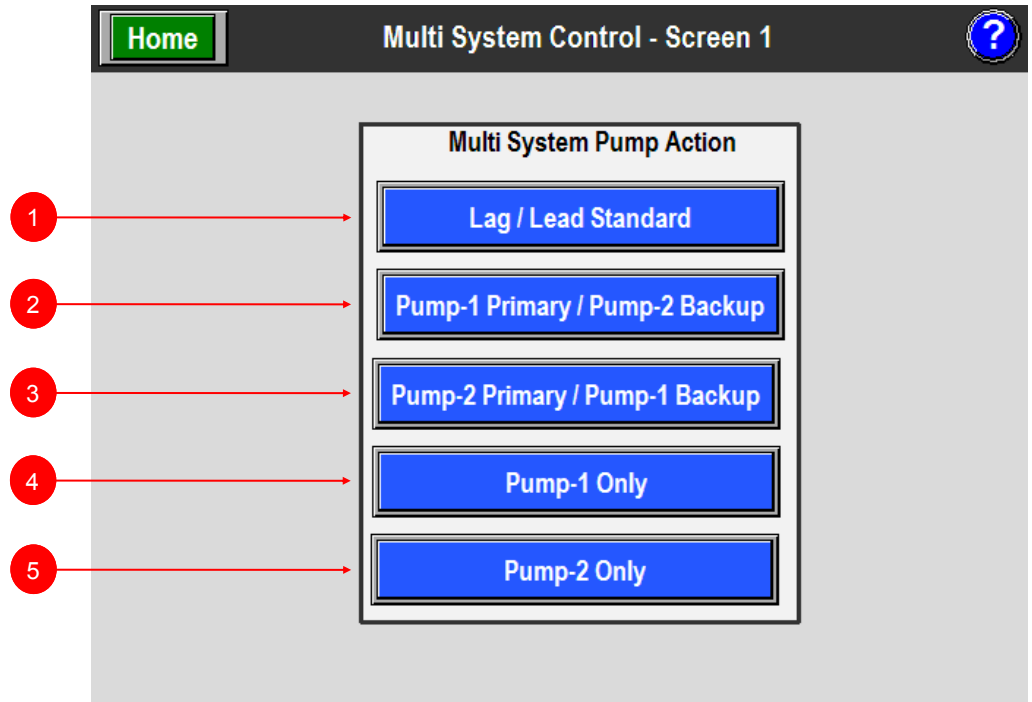 Home
Multi System Control - Screen 1
?
Multi System Pump Action
1
Lag / Lead Standard
2
Pump-1 Primary / Pump-2 Backup
3
Pump-2 Primary / Pump-1 Backup
4
Pump-1 Only
5
Pump-2 Only